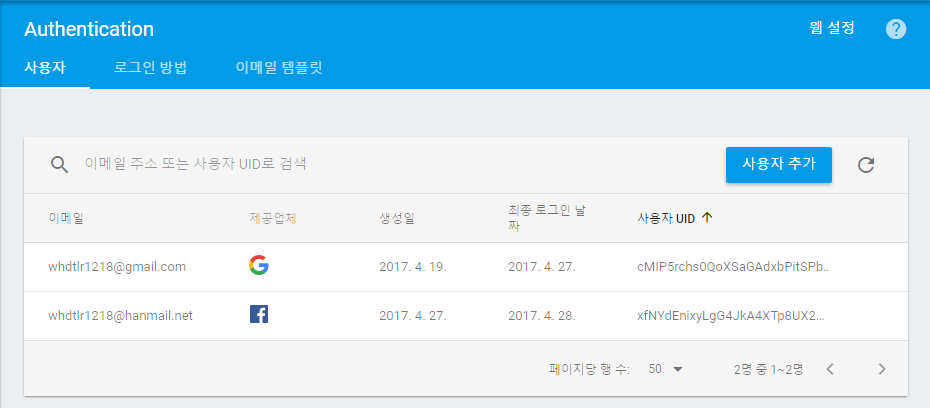 Authentication
웹 설정
사용자 로그인 방법 이메일 템플릿
이메일 주소 또는 사용자 UID로 검색
사용자 추가
이메일 제공업체 생성일 최종 로그인 날짜 사용자 UID
whdtlr1218@gmail.com 2017. 4. 19. 2017. 4. 27. cMIP5rchs0QoXSaGAdxbPitSPb..
whdtlr1218@hanmail.net 2017. 4. 27. 2017. 4. 28. xfNYdEnixyLgG4JkA4XTp8UX2...
페이지당 행 수: 50 2명 중 1~2명